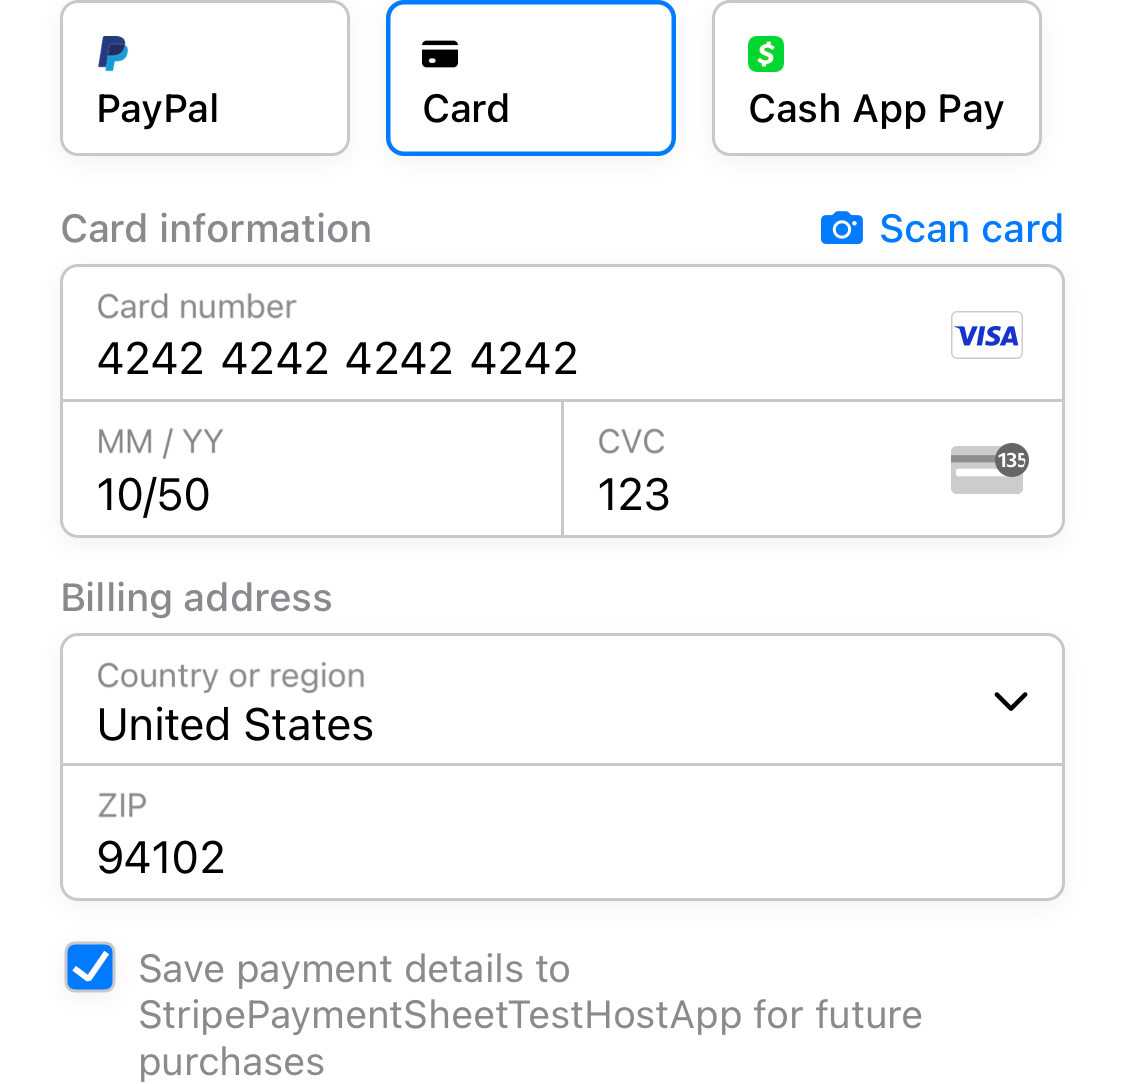 PayPal
Card
Cash App Pay
Card information
Scan card
Card number
4242 4242 4242 4242
VISA
MM / YY
10/50
CVC
123
135
Billing address
Country or region
United States
ZIP
94102
Save payment details to
StripePaymentSheetTestHostApp for future
purchases